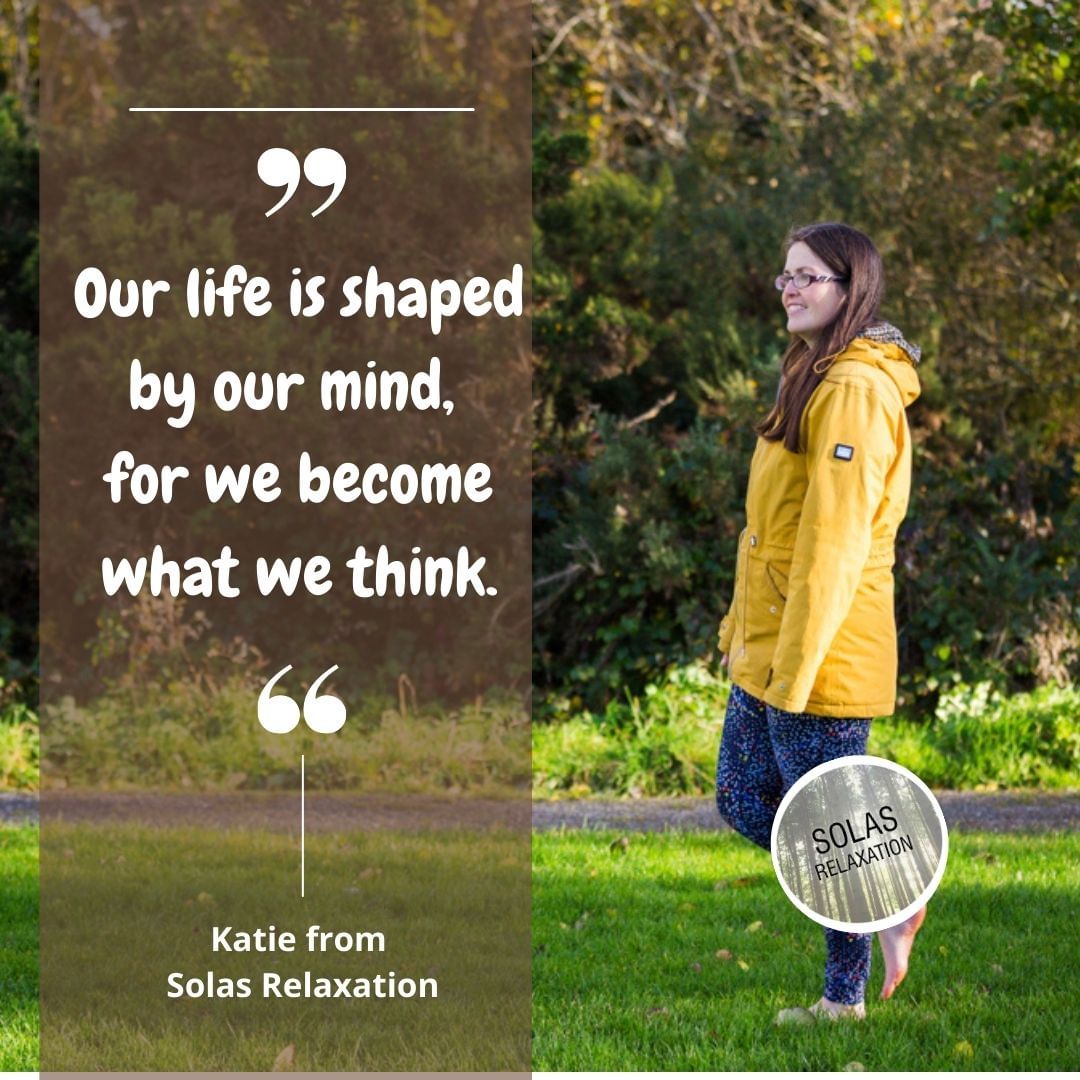 ”
Our life is shaped
by our mind,
for we become
what we think.
“
Katie from
Solas Relaxation
SOLAS
RELAXATION